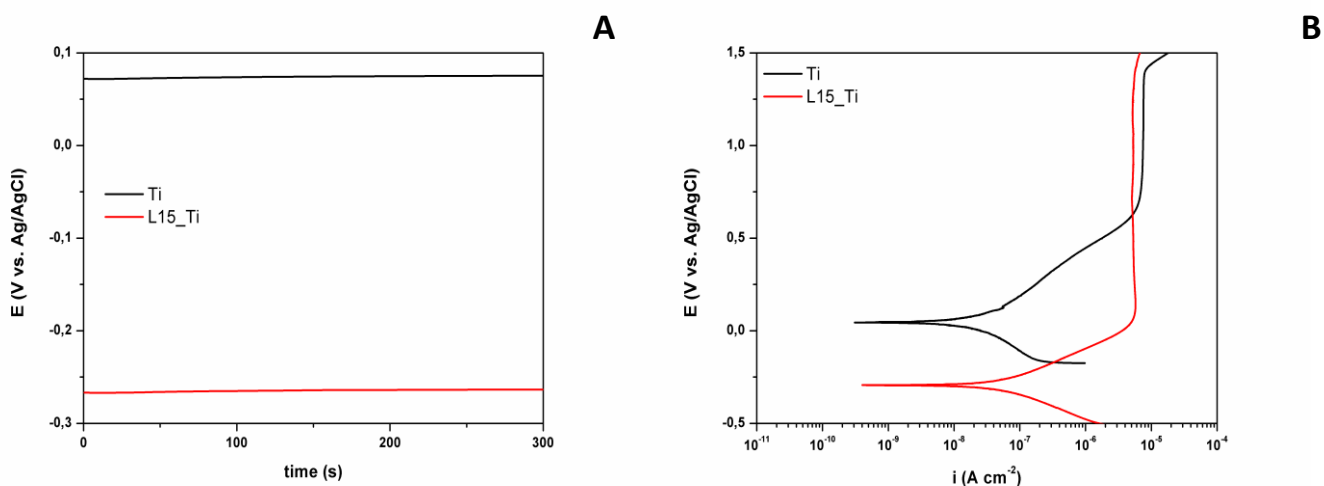 A
B
0,1
0,0
-0,1
-0,2
-0,3
E (V vs. Ag/AgCl)
Ti
L15_Ti
0
100
200
300
time (s)
1,5
1,0
0,5
0,0
-0,5
E (V vs. Ag/AgCl)
Ti
L15_Ti
10⁻¹¹
10⁻¹⁰
10⁻⁹
10⁻⁸
10⁻⁷
10⁻⁶
10⁻⁵
10⁻⁴
i (A cm⁻²)